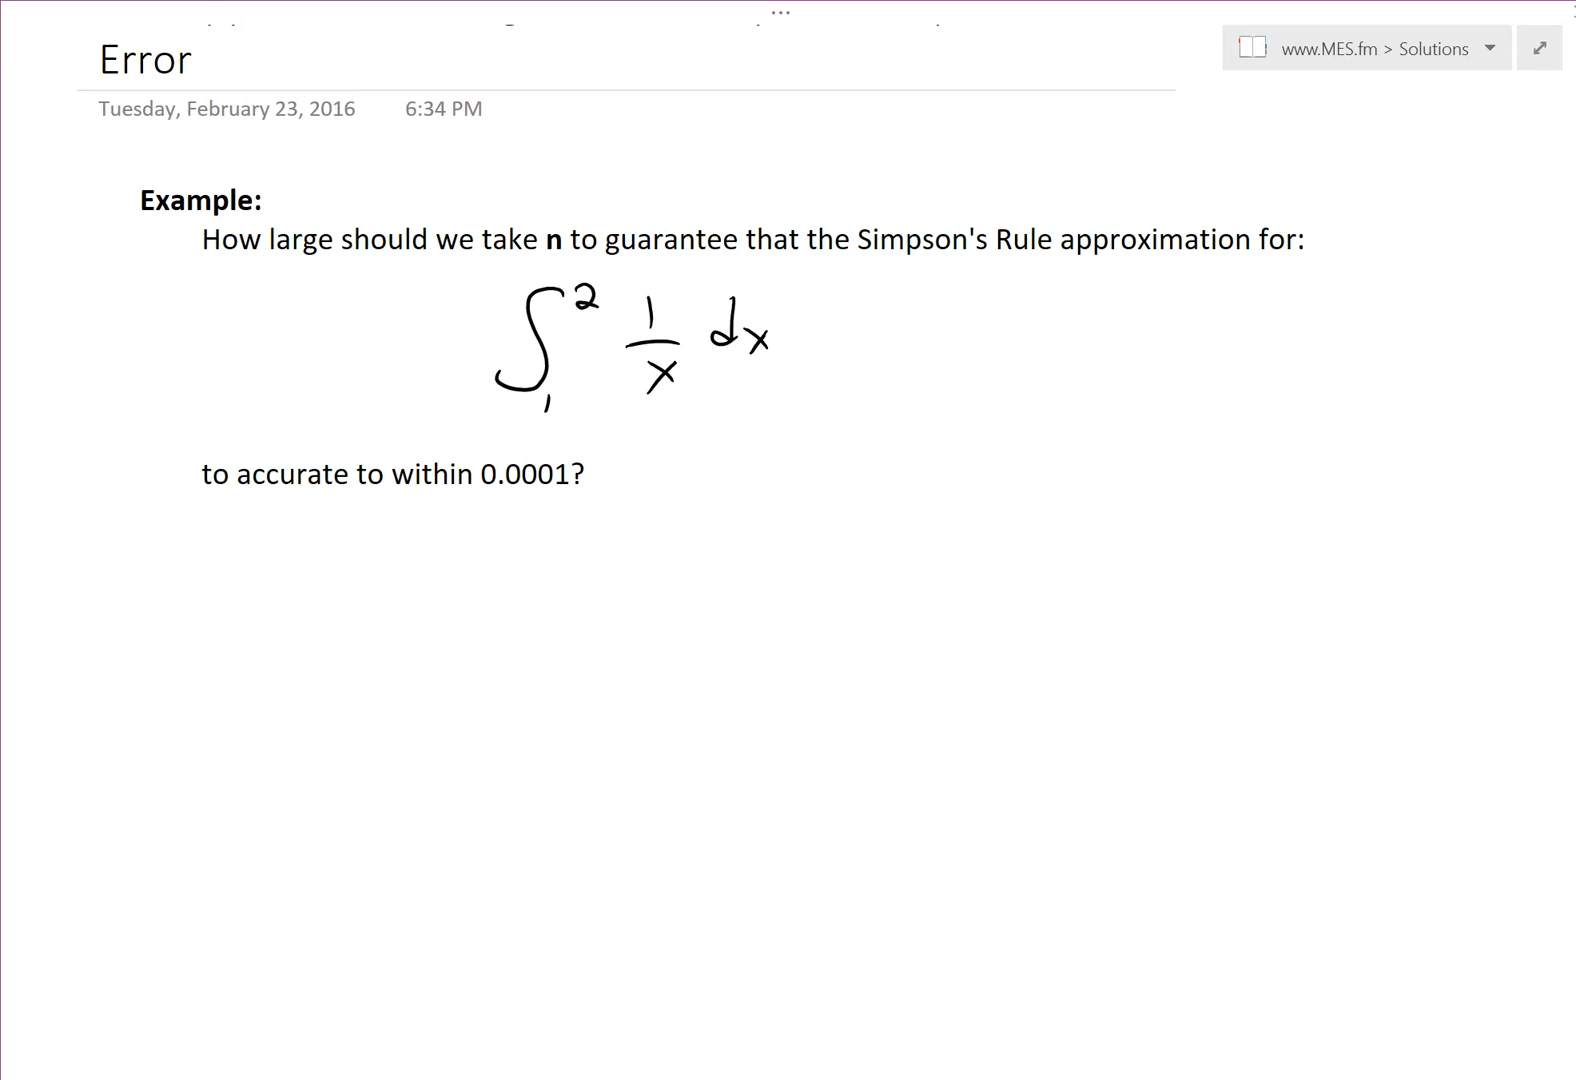 Error
www.MES.fm > Solutions
Tuesday, February 23, 2016 6:34 PM
Example:
How large should we take n to guarantee that the Simpson's Rule approximation for:
∫₁² 1/x dx
to accurate to within 0.0001?